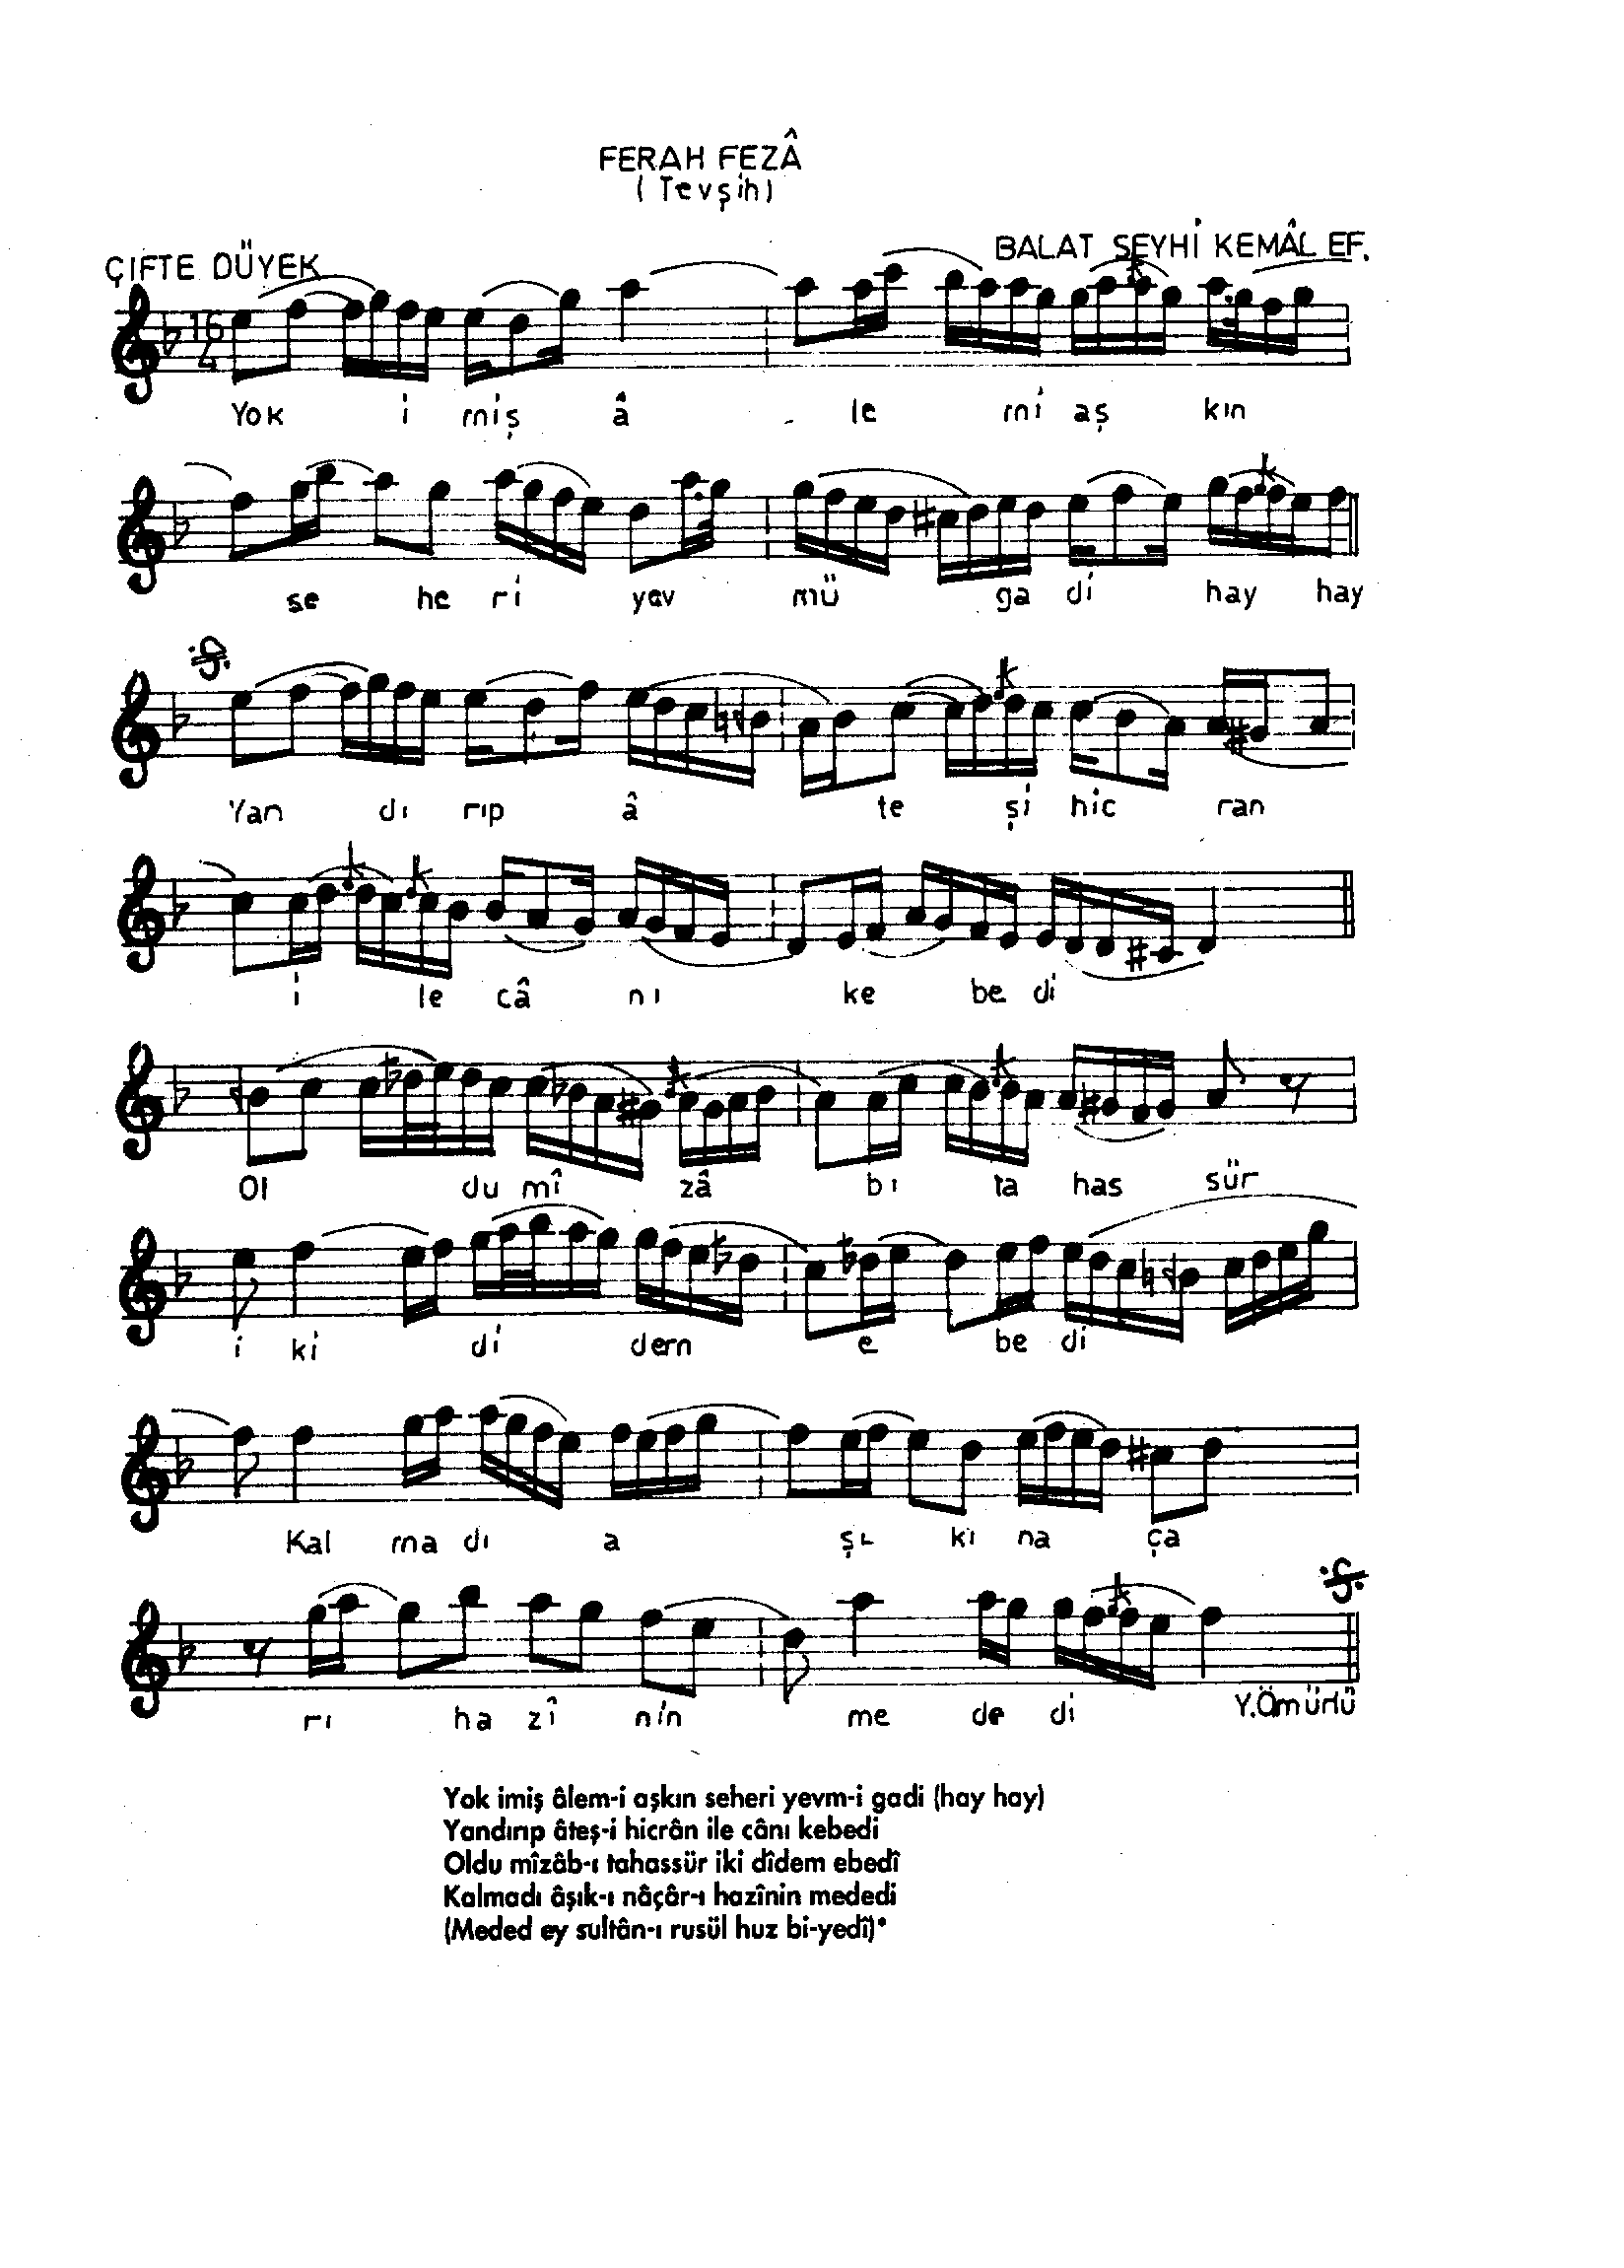 FERAH FEZÂ
(Tevşih)
BALAT ŞEYHİ KEMÂL EF.
ÇİFTE DÜYEK
16
4
Yok i miş â le mi aş kın
se he ri yev mü ga di hay hay
Yan dı rıp â te şi hic ran
i le câ nı ke be di
Ol du mî zâ bı ta has sür
i ki di dem e be di
Kal ma dı a şı kı na ça
rı ha zî nin me de di
Y.Ömürlü
Yok imiş âlem-i aşkın seheri yevm-i gadi (hay hay)
Yandırıp âteş-i hicrân ile cânı kebedi
Oldu mîzâb-ı tahassür iki dîdem ebedî
Kalmadı âşık-ı nâçâr-ı hazînin mededi
(Meded ey sultân-ı rusül huz bi-yedî)*